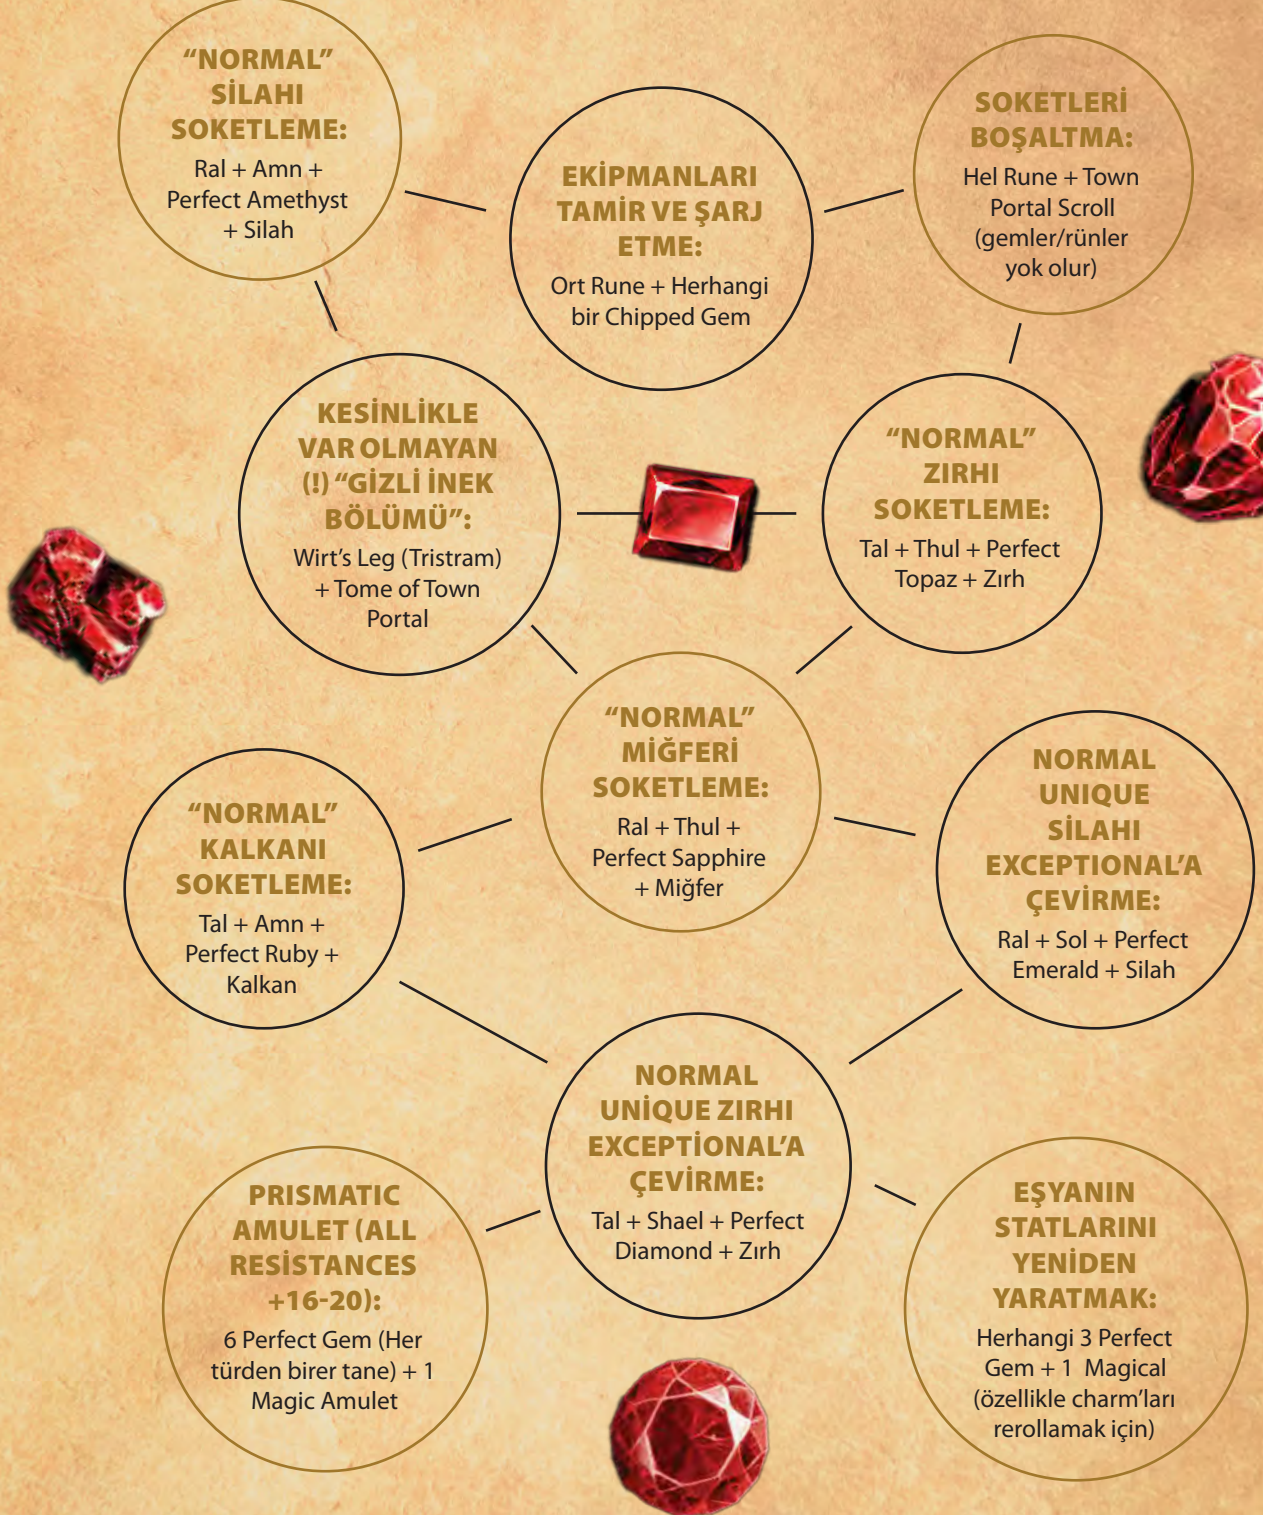 “NORMAL”
SİLAHI
SOKETLEME:
Ral + Amn +
Perfect Amethyst
+ Silah
EKİPMANLARI
TAMİR VE ŞARJ
ETME:
Ort Rune + Herhangi
bir Chipped Gem
SOKETLERİ
BOŞALTMA:
Hel Rune + Town
Portal Scroll
(gemler/rünler
yok olur)
KESİNLİKLE
VAR OLMAYAN
(!) “GİZLİ İNEK
BÖLÜMÜ”:
Wirt’s Leg (Tristram)
+ Tome of Town
Portal
“NORMAL”
ZIRHI
SOKETLEME:
Tal + Thul + Perfect
Topaz + Zırh
“NORMAL”
MİĞFERİ
SOKETLEME:
Ral + Thul +
Perfect Sapphire
+ Miğfer
“NORMAL”
KALKANI
SOKETLEME:
Tal + Amn +
Perfect Ruby +
Kalkan
NORMAL
UNIQUE
SİLAHI
EXCEPTIONAL’A
ÇEVİRME:
Ral + Sol + Perfect
Emerald + Silah
NORMAL
UNİQUE ZIRHI
EXCEPTİONAL’A
ÇEVİRME:
Tal + Shael + Perfect
Diamond + Zırh
PRISMATIC
AMULET (ALL
RESİSTANCES
+16-20):
6 Perfect Gem (Her
türden birer tane) + 1
Magic Amulet
EŞYANIN
STATLARINI
YENİDEN
YARATMAK:
Herhangi 3 Perfect
Gem + 1 Magical
(özellikle charm’ları
rerollamak için)